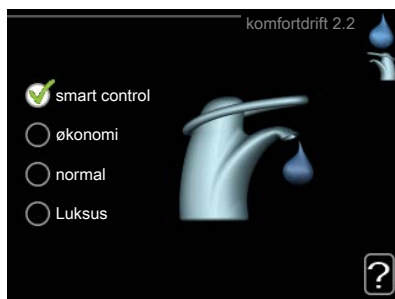 komfortdrift 2.2
smart control
økonomi
normal
Luksus
?